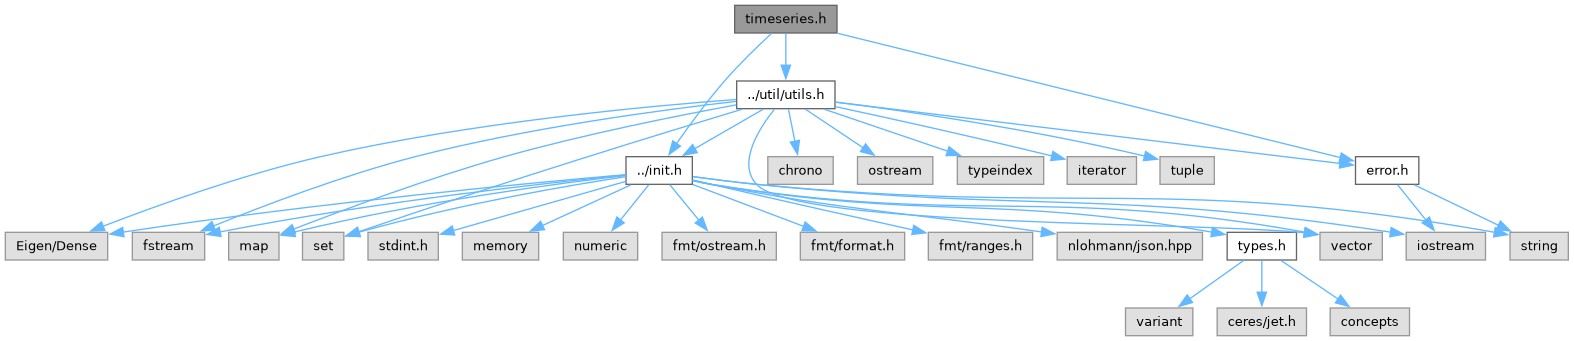 timeseries.h
../util/utils.h
../init.h
chrono
ostream
typeindex
iterator
tuple
error.h
Eigen/Dense
fstream
map
set
stdint.h
memory
numeric
fmt/ostream.h
fmt/format.h
fmt/ranges.h
nlohmann/json.hpp
types.h
vector
iostream
string
variant
ceres/jet.h
concepts